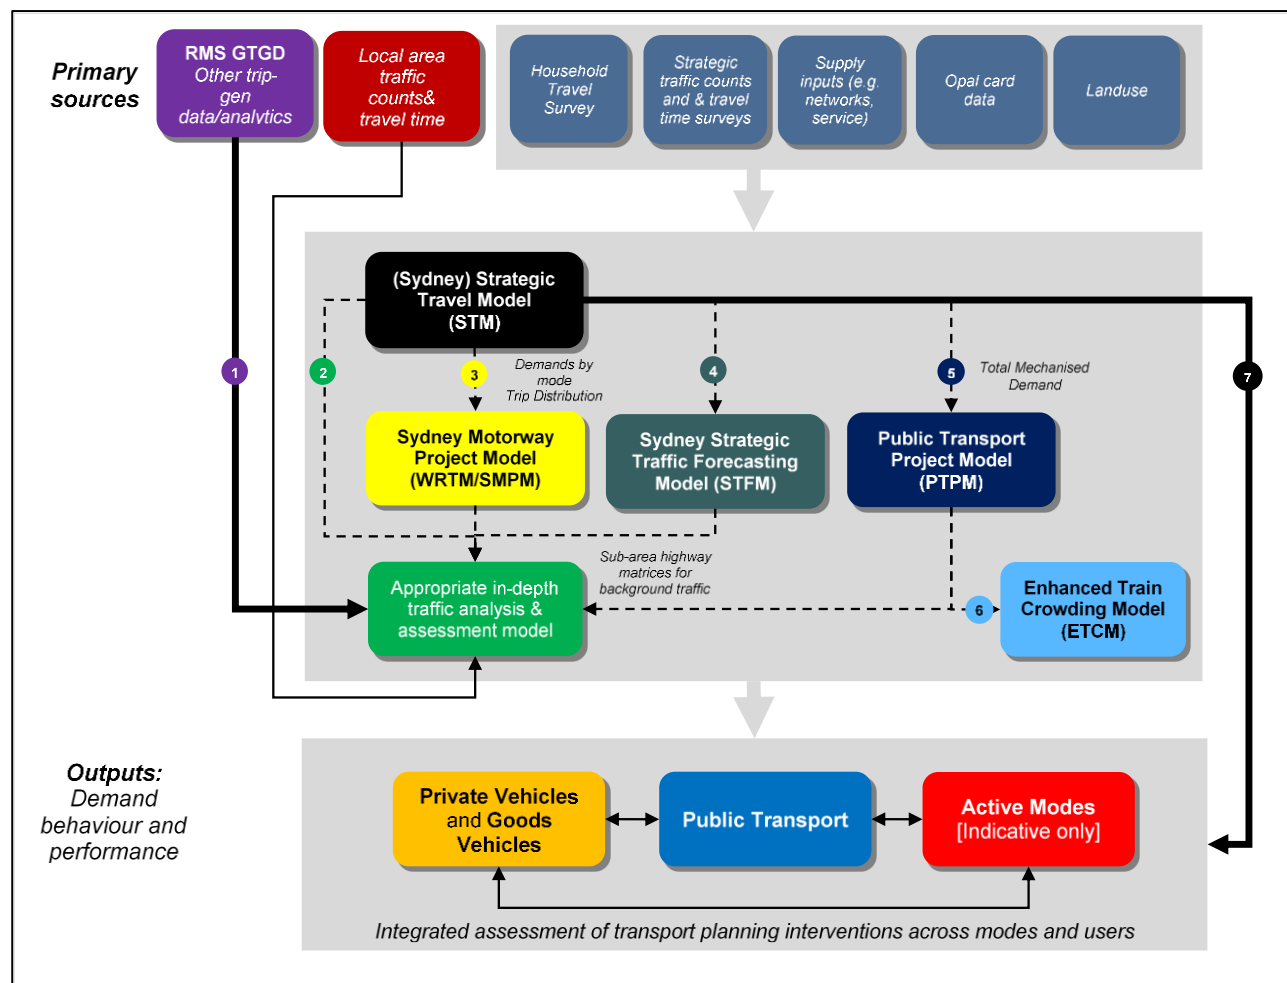 Primary
sources
RMS GTGD
Other trip-
gen
data/analytics
Local area
traffic
counts&
travel time
Household
Travel
Survey
Strategic
traffic counts
and & travel
time surveys
Supply
inputs (e.g.
networks,
service)
Opal card
data
Landuse
(Sydney) Strategic
Travel Model
(STM)
1
2
3
Demands by
mode
Trip Distribution
4
5
Total Mechanised
Demand
7
Sydney Motorway
Project Model
(WRTM/SMPM)
Sydney Strategic
Traffic Forecasting
Model (STFM)
Public Transport
Project Model
(PTPM)
Sub-area highway
matrices for
background traffic
Appropriate in-depth
traffic analysis &
assessment model
6
Enhanced Train
Crowding Model
(ETCM)
Outputs:
Demand
behaviour and
performance
Private Vehicles
and Goods
Vehicles
Public Transport
Active Modes
[Indicative only]
Integrated assessment of transport planning interventions across modes and users